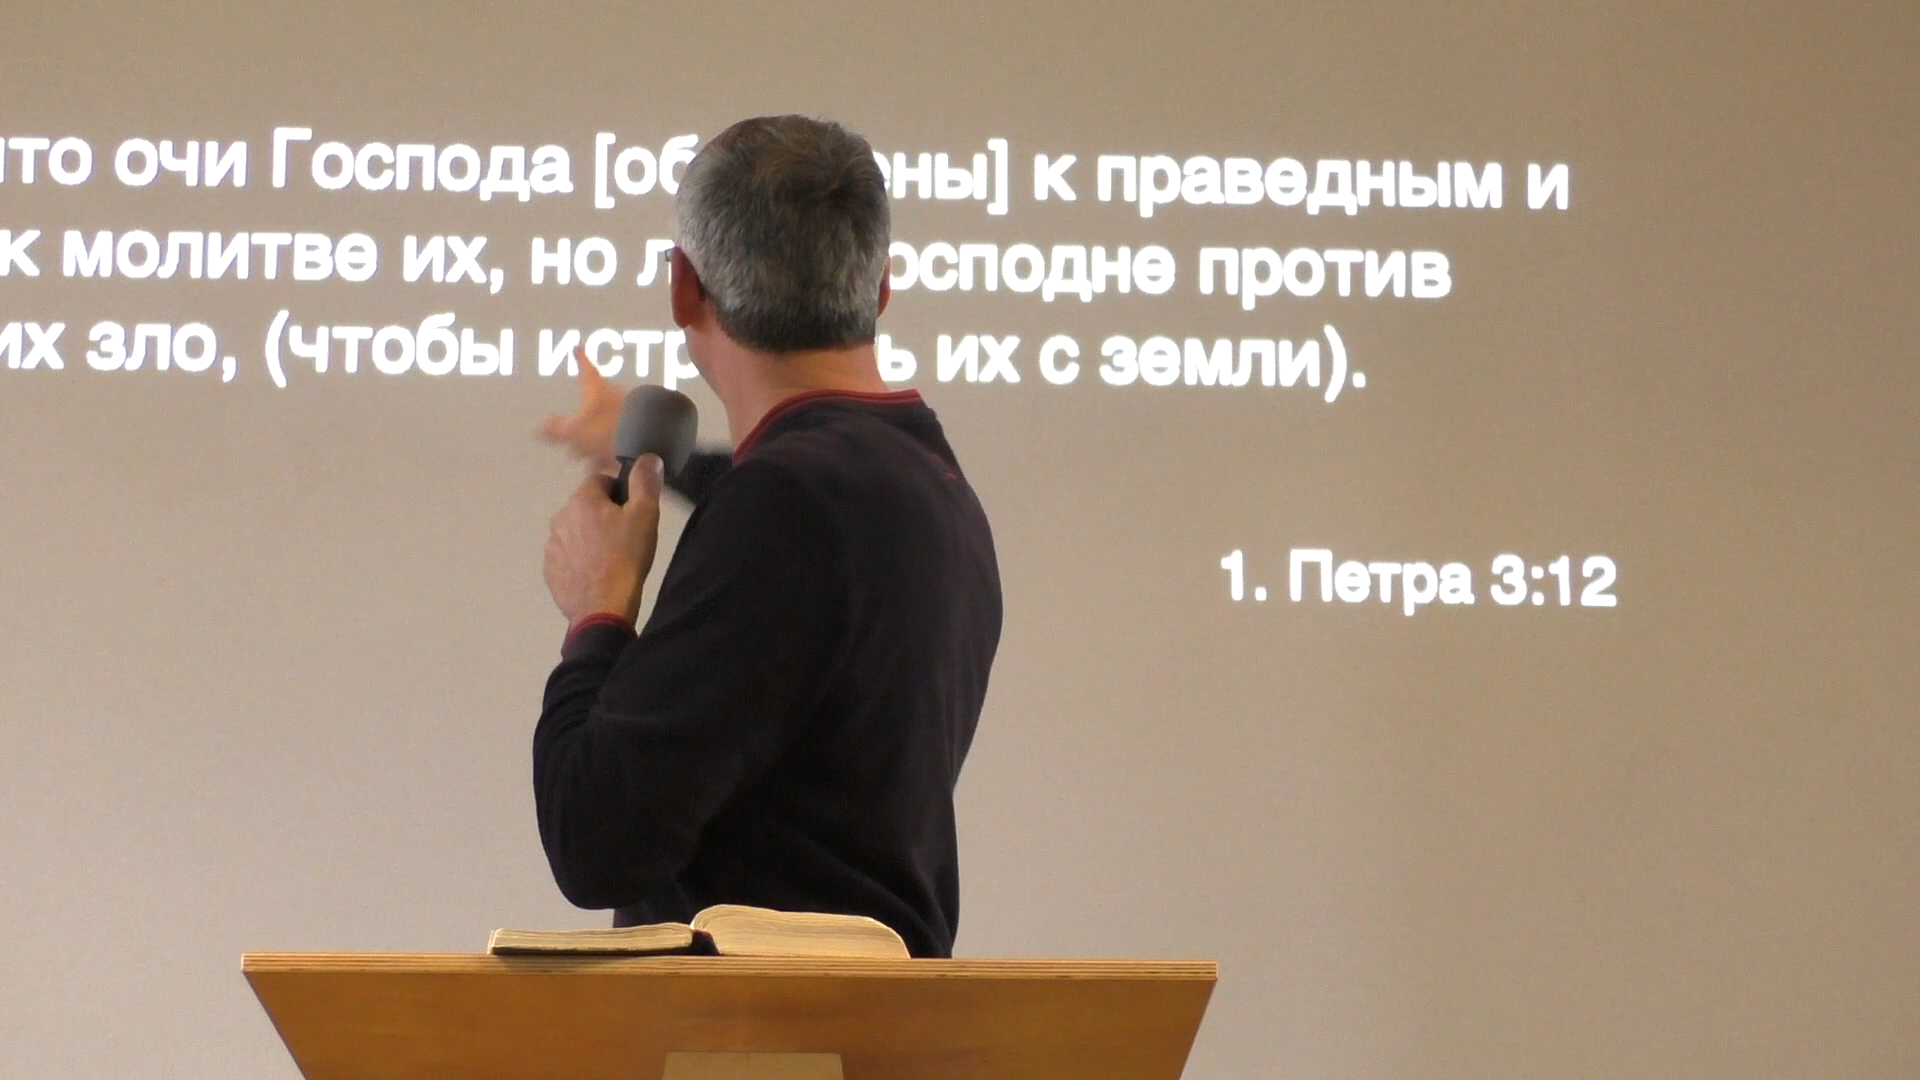 то очи Господа [об ены] к праведным и
к молитве их, но л осподне против
их зло, (чтобы истр ь их с земли).
1. Петра 3:12